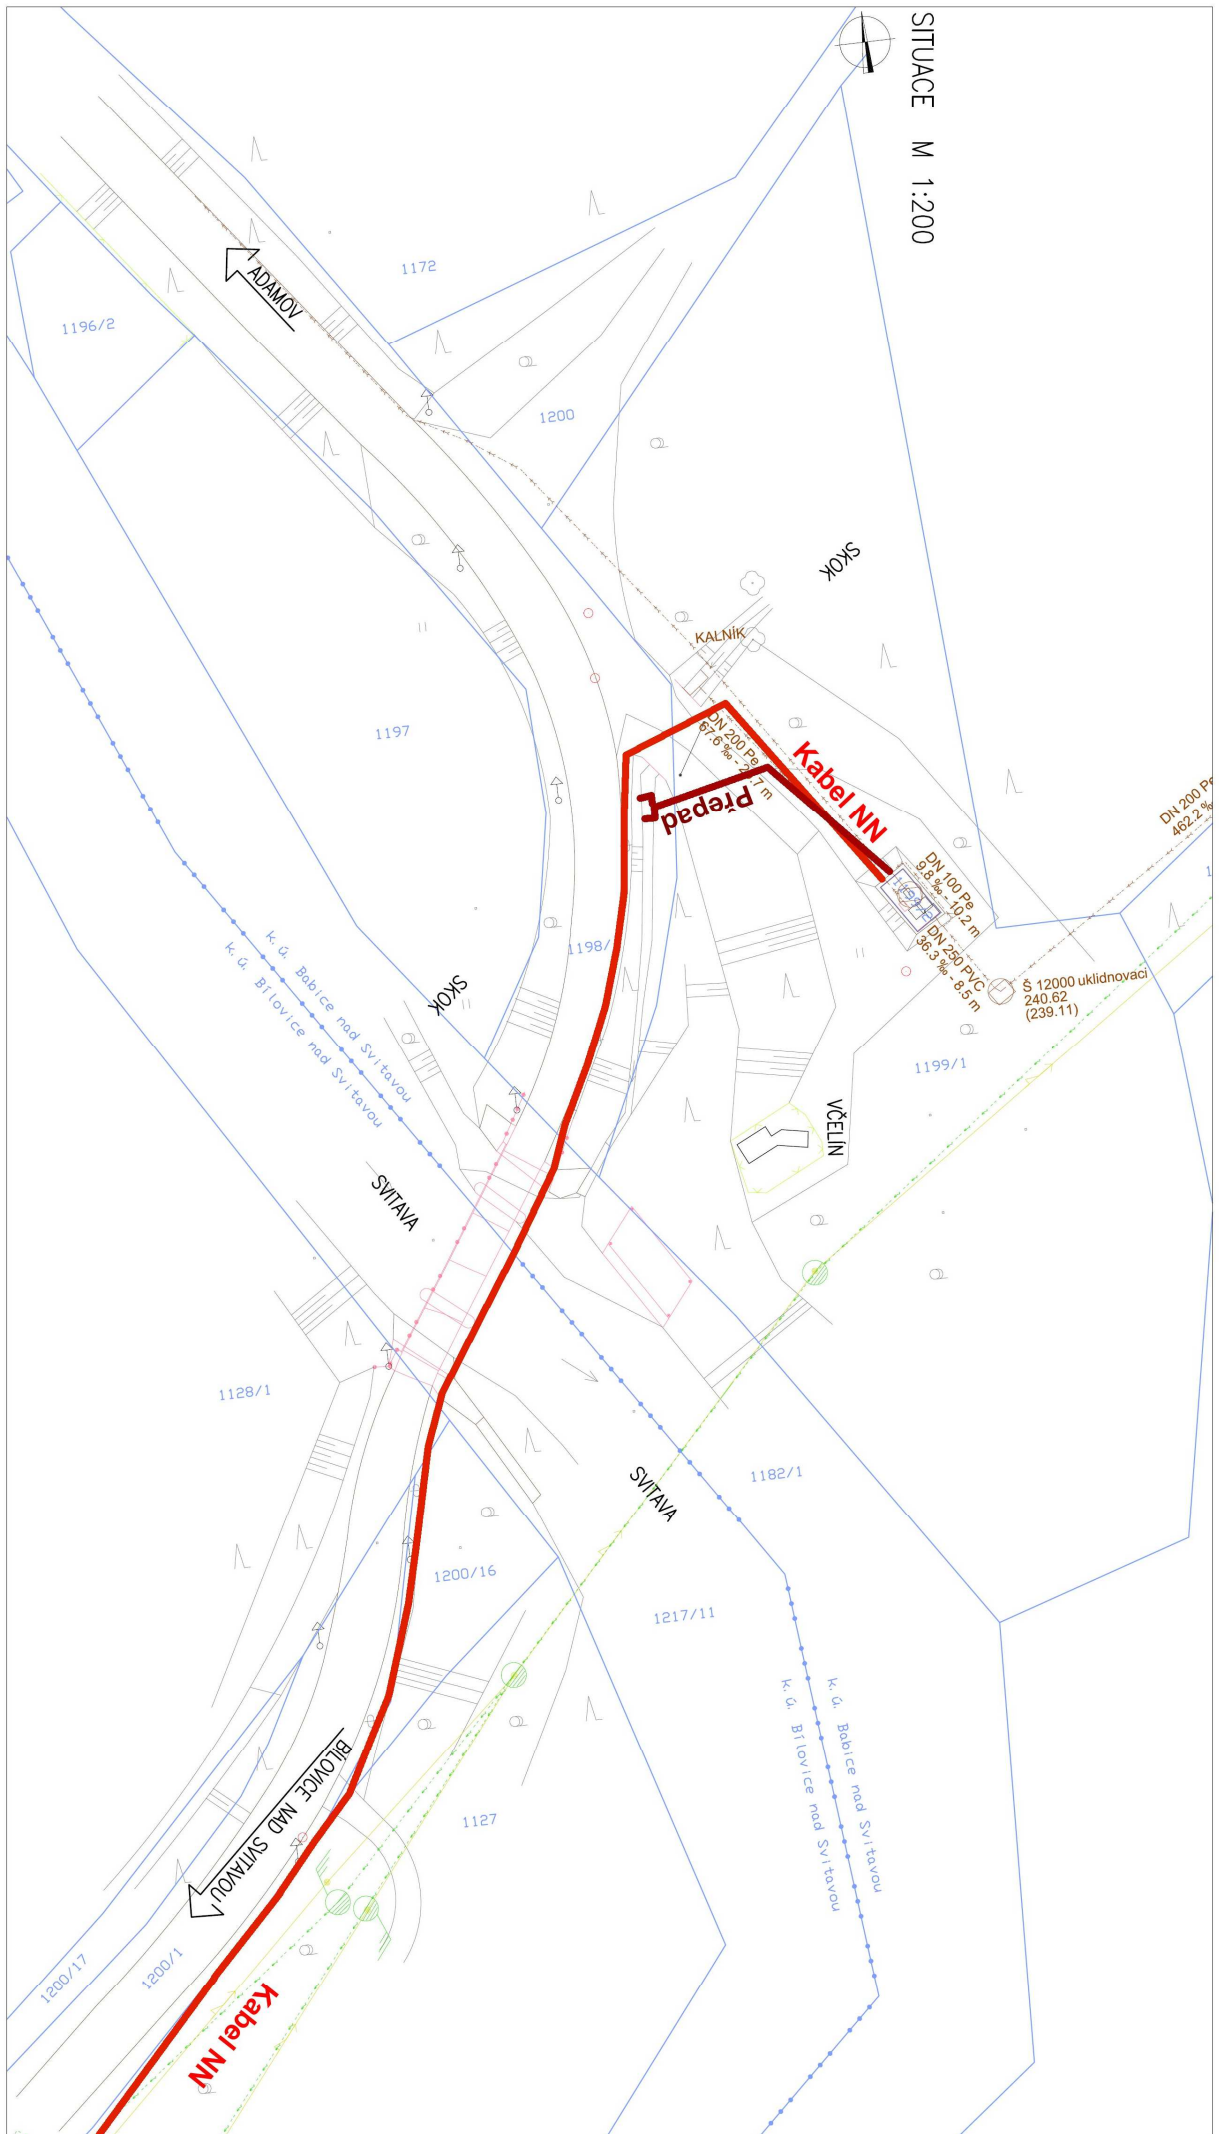 SITUACE M 1:200
1172
ADAMOV
1196/2
1200
SKOK
KALNÍK
1197
DN 200 Pe
Kabel NN
Přepad
DN 200 Pe
462.2 %
DN 100 Pe
9.8 ‰ - 10.2 m
DN 250 PVC
36.3 ‰ - 8.5 m
Š 12000 uklidnovaci
240.62
(239.11)
1198/
SKOK
k. ú. Babice nad Svitavou
k. ú. Bílovice nad Svitavou
1199/1
VČELÍN
SVITAVA
1128/1
SVITAVA
1182/1
1200/16
1217/11
k. ú. Babice nad Svitavou
k. ú. Bílovice nad Svitavou
BÍLOVICE NAD SVITAVOU
1127
1200/17
1200/1
Kabel NN